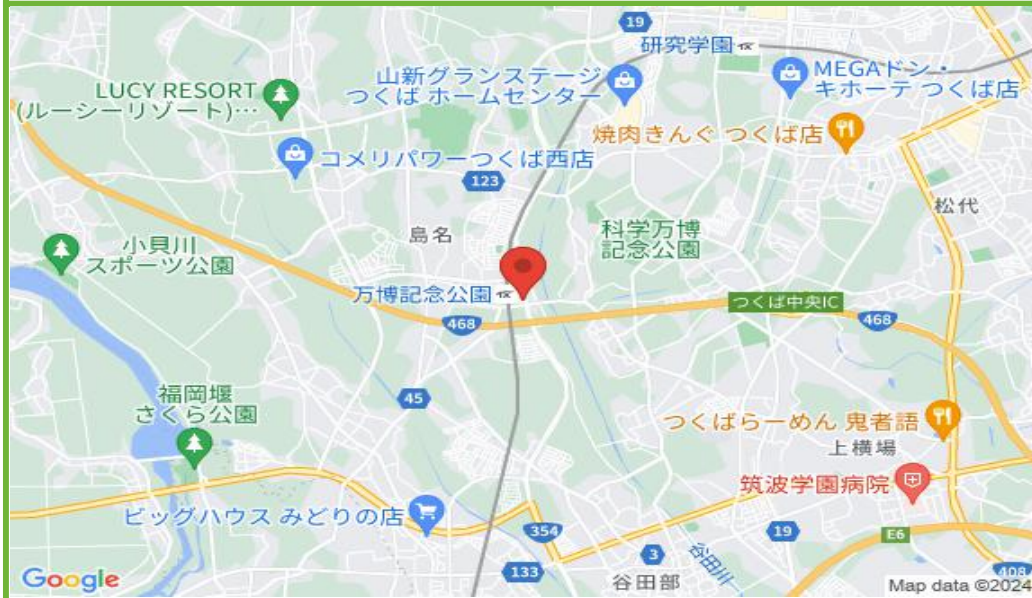 19
研究学園
LUCY RESORT
(ルーシーリゾート)…
山新グランステージ
つくば ホームセンター
MEGAドン・
キホーテ つくば店
焼肉きんぐ つくば店
コメリパワーつくば西店
123
松代
島名
科学万博
記念公園
小貝川
スポーツ公園
万博記念公園
つくば中央IC
468
468
福岡堰
さくら公園
45
つくばらーめん 鬼者語
上横場
筑波学園病院
ビッグハウス みどりの店
354
19
E6
3
谷田川
133
谷田部
408
Google
Map data ©2024